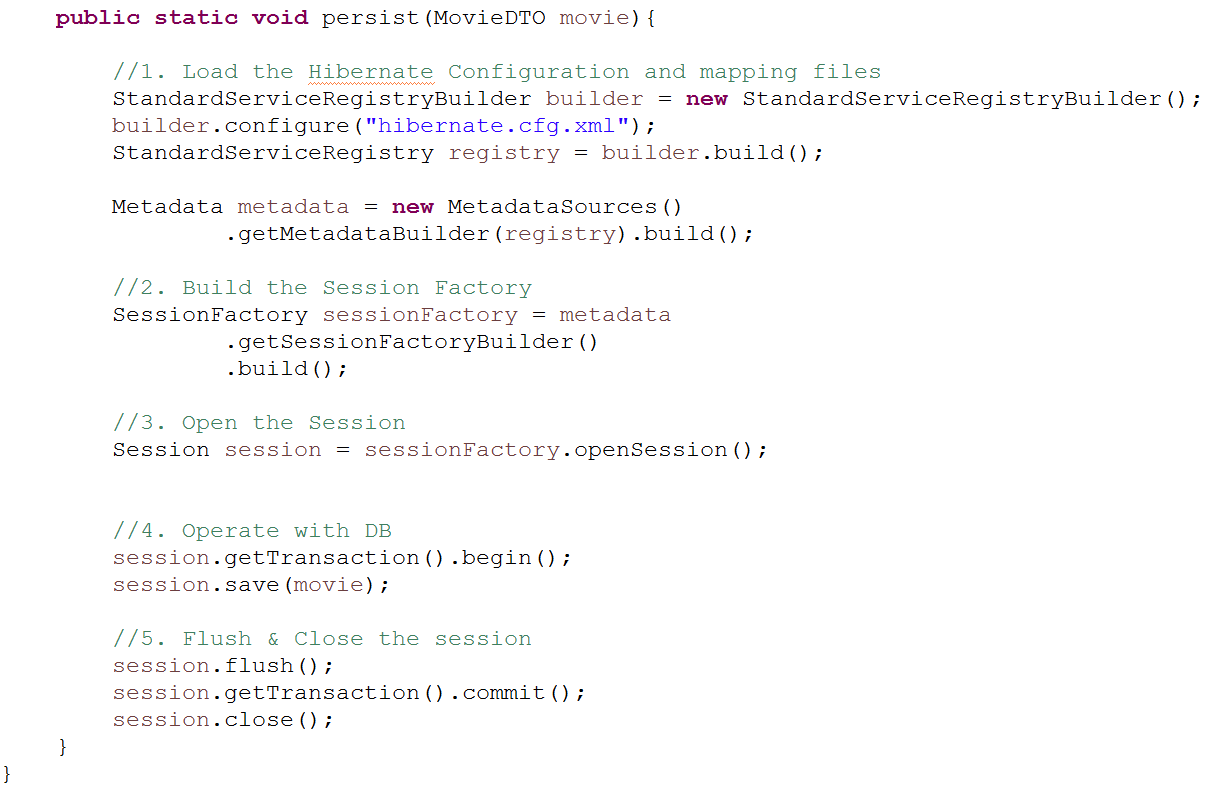 public static void persist(MovieDTO movie){
//1. Load the Hibernate Configuration and mapping files
StandardServiceRegistryBuilder builder = new StandardServiceRegistryBuilder();
builder.configure("hibernate.cfg.xml");
StandardServiceRegistry registry = builder.build();
Metadata metadata = new MetadataSources()
.getMetadataBuilder(registry).build();
//2. Build the Session Factory
SessionFactory sessionFactory = metadata
.getSessionFactoryBuilder()
.build();
//3. Open the Session
Session session = sessionFactory.openSession();
//4. Operate with DB
session.getTransaction().begin();
session.save(movie);
//5. Flush & Close the session
session.flush();
session.getTransaction().commit();
session.close();
}
}